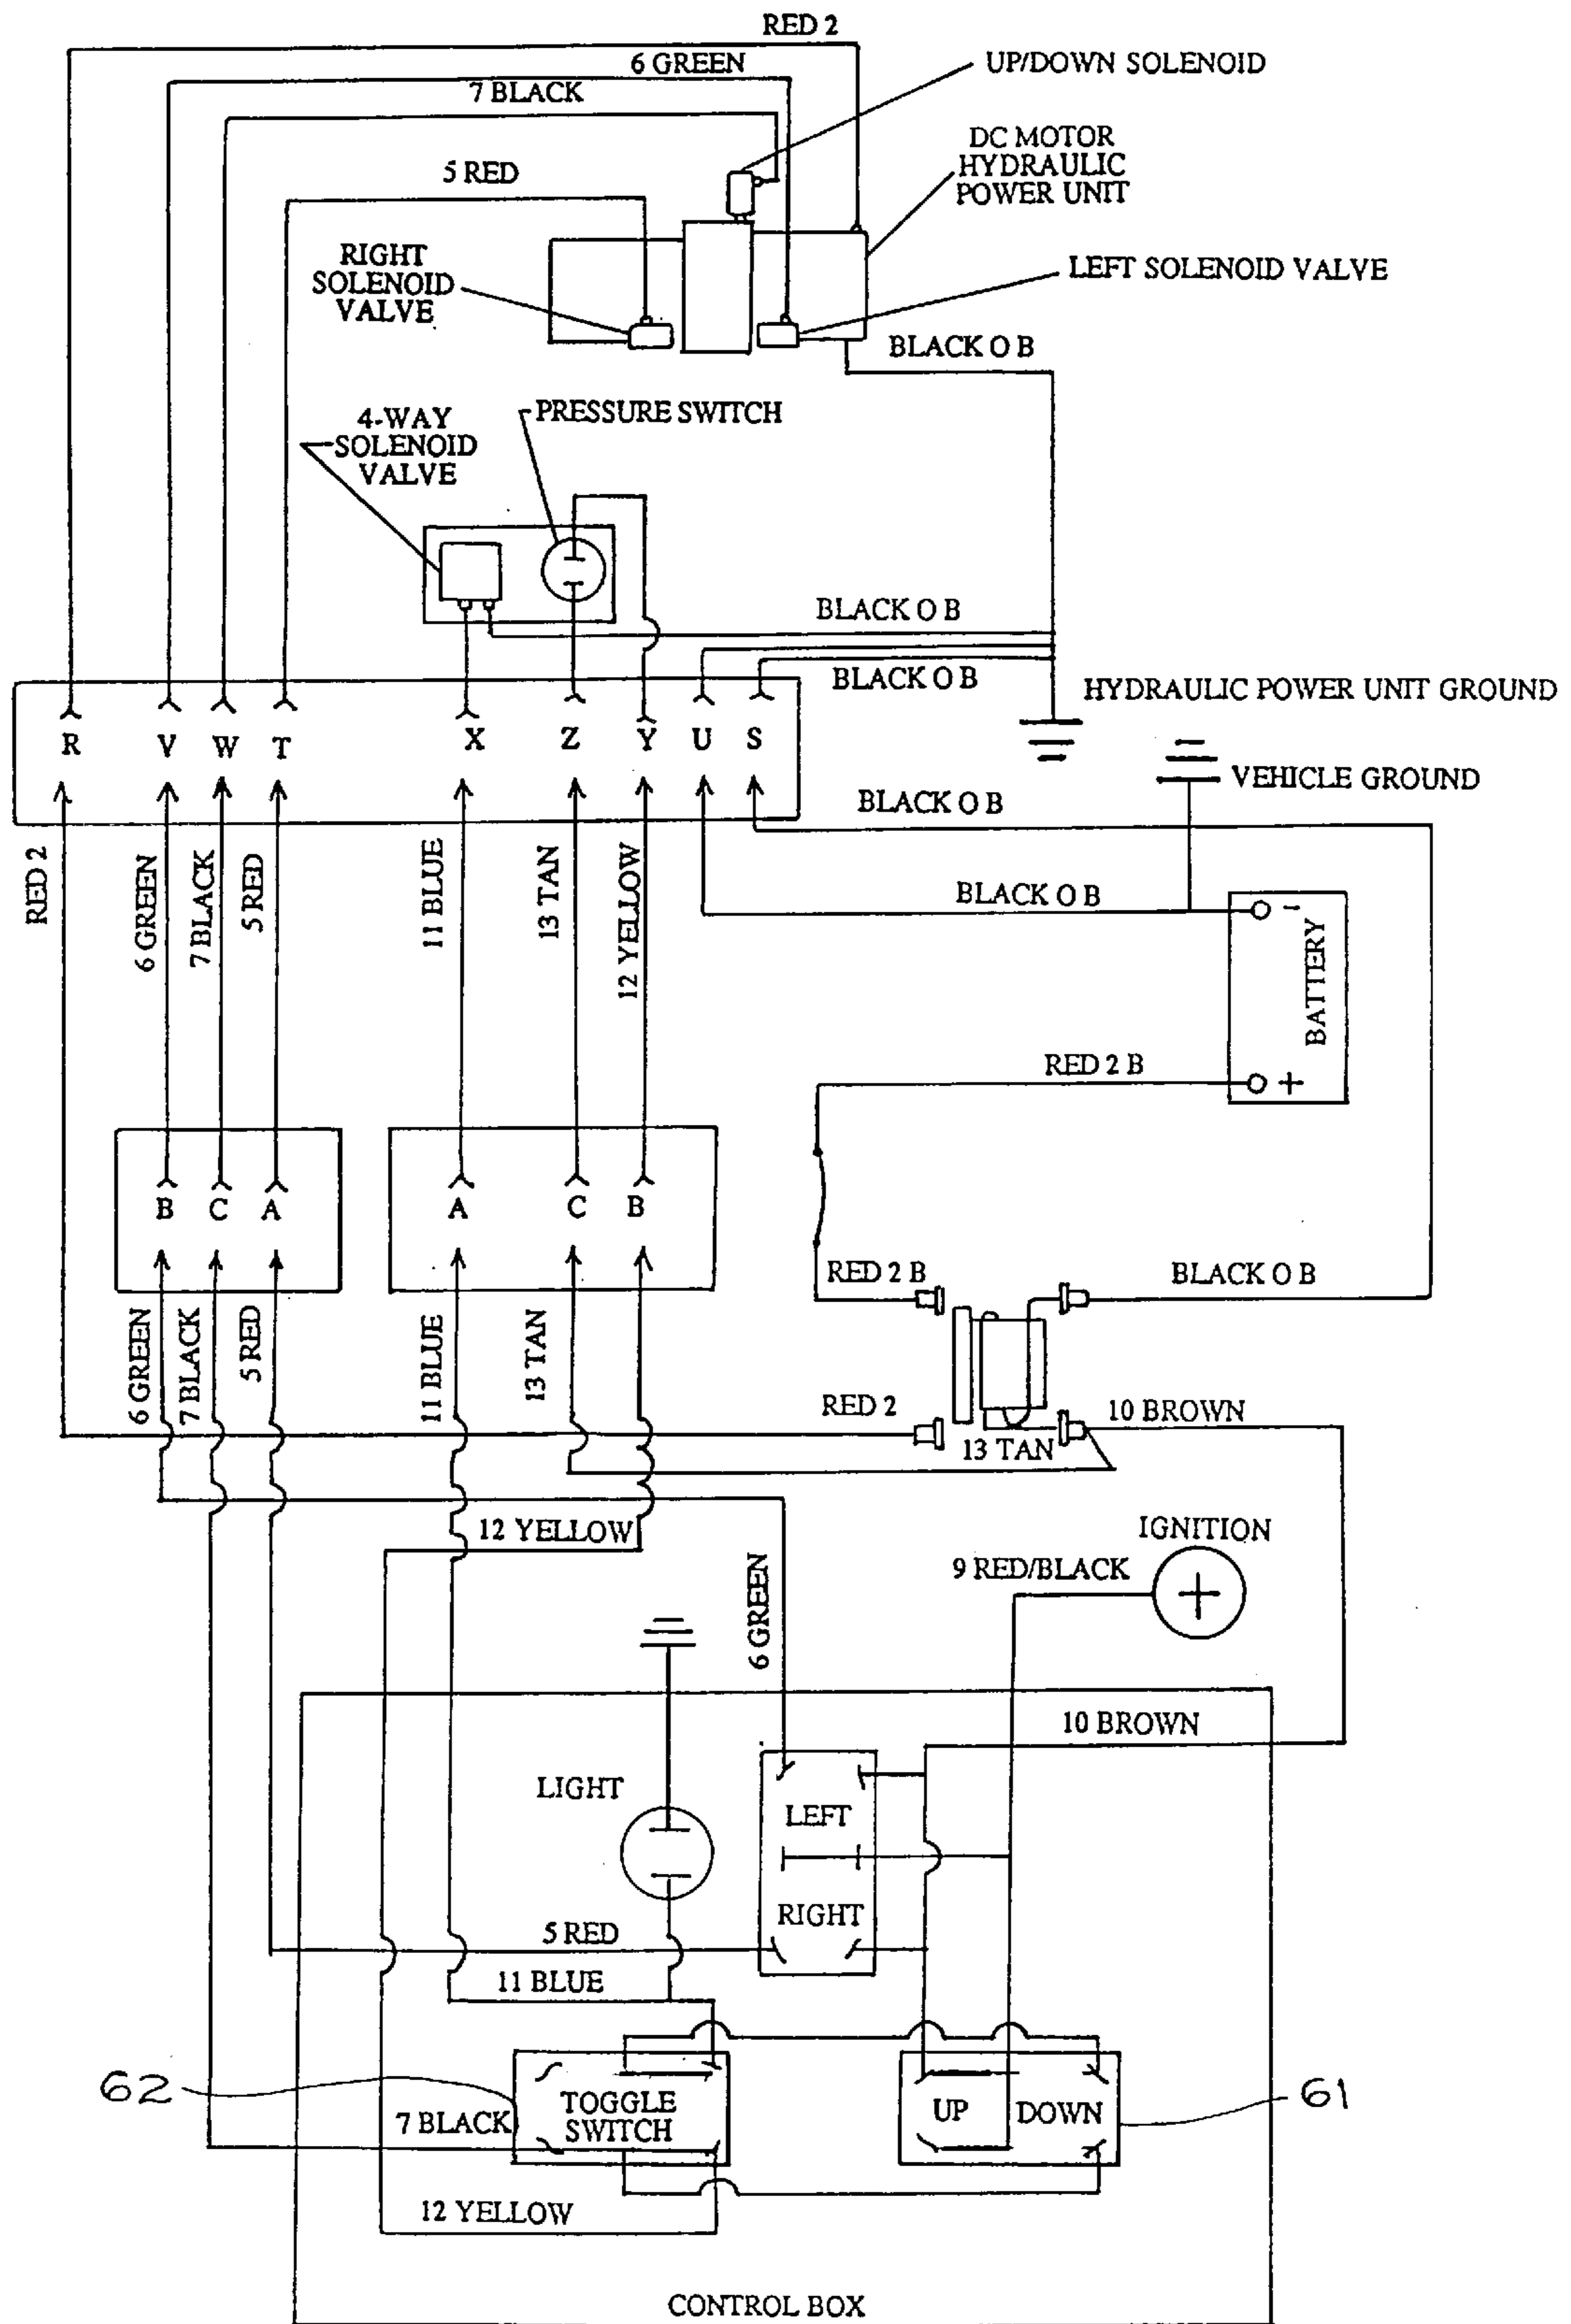 RED 2
6 GREEN
UP/DOWN SOLENOID
7 BLACK
DC MOTOR
HYDRAULIC
POWER UNIT
5 RED
RIGHT
SOLENOID
VALVE
LEFT SOLENOID VALVE
BLACK O B
4-WAY
SOLENOID
VALVE
PRESSURE SWITCH
BLACK O B
BLACK O B
HYDRAULIC POWER UNIT GROUND
R V W T X Z Y U S
VEHICLE GROUND
BLACK O B
RED 2
6 GREEN
7 BLACK
5 RED
11 BLUE
13 TAN
12 YELLOW
BLACK O B
-
BATTERY
+
RED 2 B
B C A
A C B
RED 2 B
BLACK O B
6 GREEN
7 BLACK
5 RED
11 BLUE
13 TAN
RED 2
10 BROWN
13 TAN
12 YELLOW
6 GREEN
IGNITION
9 RED/BLACK
+
10 BROWN
LIGHT
LEFT
RIGHT
5 RED
11 BLUE
62
TOGGLE
SWITCH
7 BLACK
UP DOWN
61
12 YELLOW
CONTROL BOX